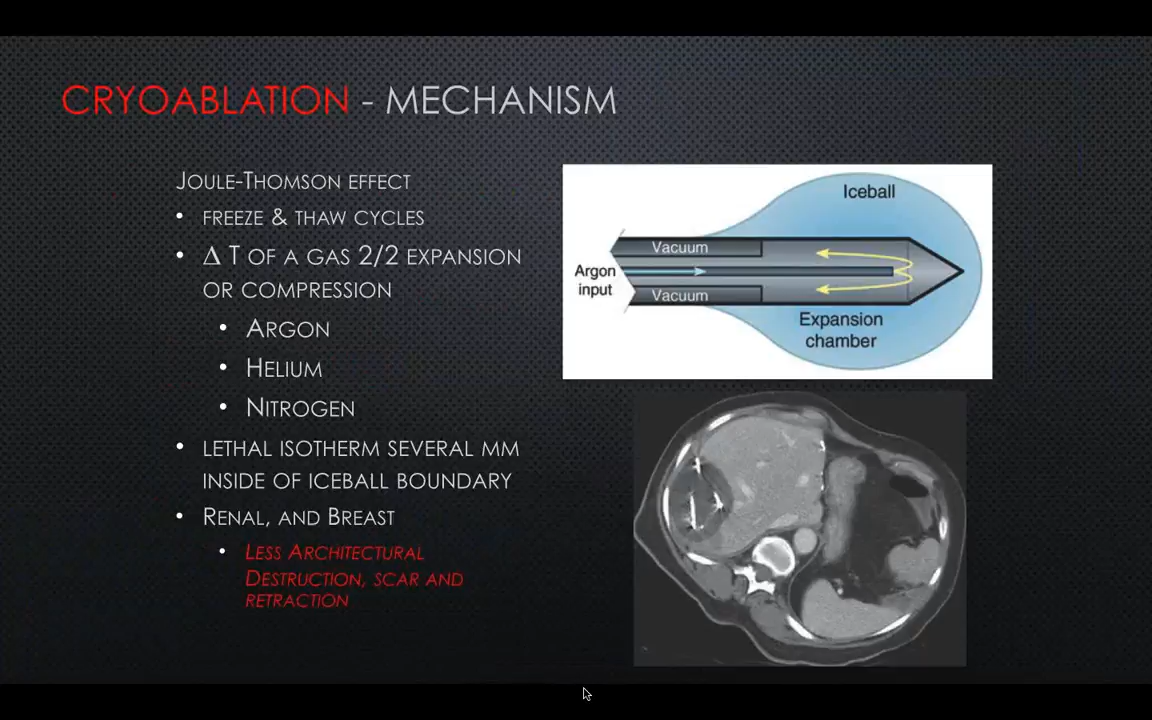 CRYOABLATION - MECHANISM
JOULE-THOMSON EFFECT
• FREEZE & THAW CYCLES
• Δ T OF A GAS 2/2 EXPANSION
OR COMPRESSION
• ARGON
• HELIUM
• NITROGEN
• LETHAL ISOTHERM SEVERAL MM
INSIDE OF ICEBALL BOUNDARY
• RENAL, AND BREAST
• LESS ARCHITECTURAL
DESTRUCTION, SCAR AND
RETRACTION
Iceball
Vacuum
Argon
input
Vacuum
Expansion
chamber